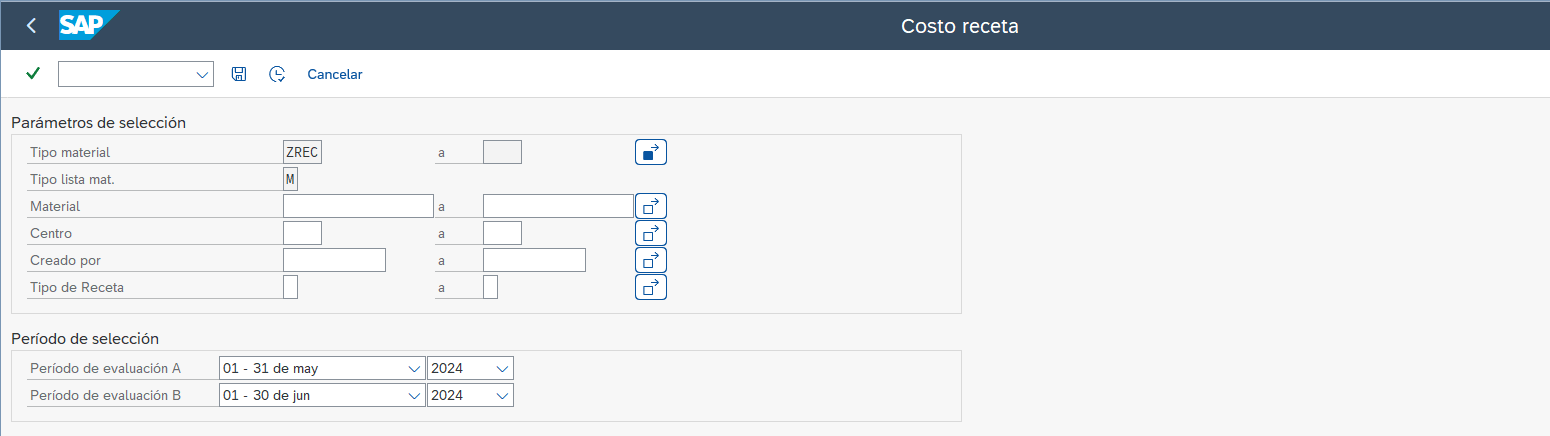 SAP Costo receta
Cancelar
Parámetros de selección
Tipo material ZREC a
Tipo lista mat. M
Material a
Centro a
Creado por a
Tipo de Receta a
Período de selección
Período de evaluación A 01 - 31 de may 2024
Período de evaluación B 01 - 30 de jun 2024